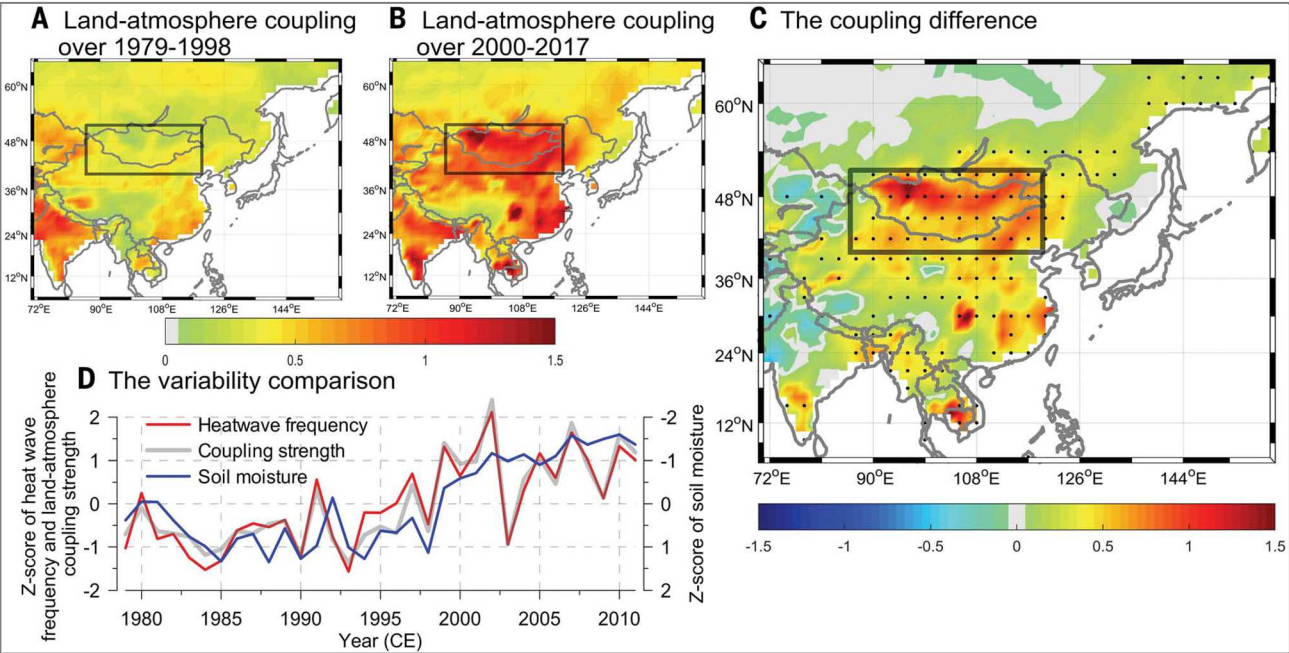 A Land-atmosphere coupling
over 1979-1998
60°N
48°N
36°N
24°N
12°N
72°E 90°E 108°E 126°E 144°E
B Land-atmosphere coupling
over 2000-2017
60°N
48°N
36°N
24°N
12°N
72°E 90°E 108°E 126°E 144°E
0 0.5 1 1.5
C The coupling difference
60°N
48°N
36°N
24°N
12°N
72°E 90°E 108°E 126°E 144°E
-1.5 -1 -0.5 0 0.5 1 1.5
D The variability comparison
Z-score of heat wave
frequency and land-atmosphere
coupling strength
2
1
0
-1
-2
Heatwave frequency
Coupling strength
Soil moisture
-2
-1
0
1
2
Z-score of soil moisture
1980 1985 1990 1995 2000 2005 2010
Year (CE)